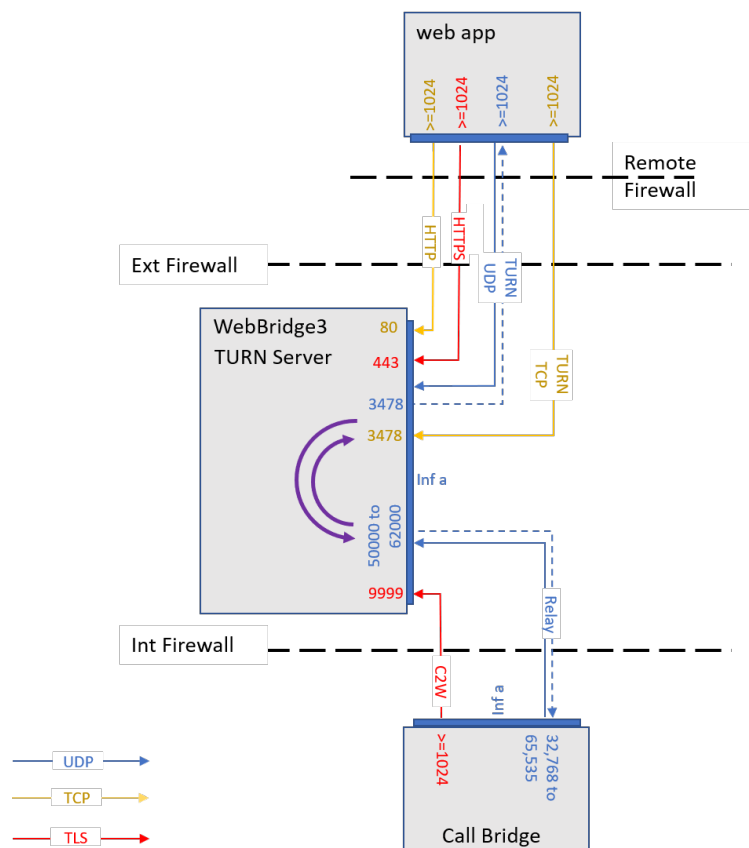 web app
>=1024
>=1024
>=1024
>=1024
Remote
Firewall
HTTP
HTTPS
TURN
UDP
Ext Firewall
WebBridge3
TURN Server
80
443
3478
3478
TURN
TCP
Inf a
50000 to
62000
9999
Relay
Int Firewall
C2W
Inf a
>=1024
32,768 to
65,535
UDP
TCP
TLS
Call Bridge